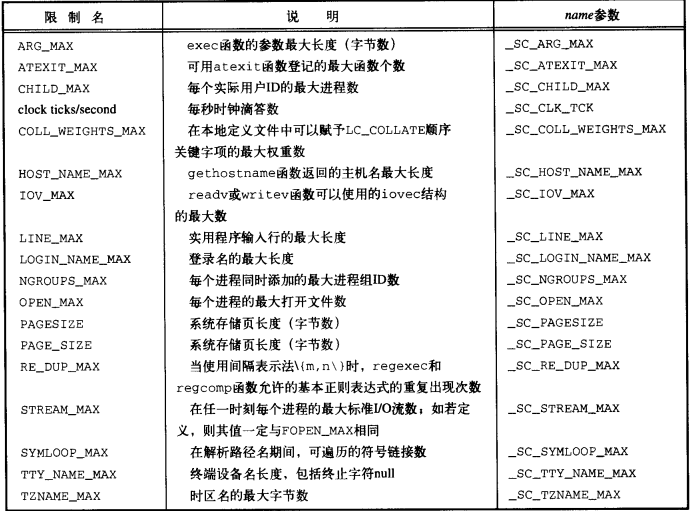 限 制 名 说 明 name参数
ARG_MAX exec函数的参数最大长度（字节数） _SC_ARG_MAX
ATEXIT_MAX 可用atexit函数登记的最大函数个数 _SC_ATEXIT_MAX
CHILD_MAX 每个实际用户ID的最大进程数 _SC_CHILD_MAX
clock ticks/second 每秒时钟滴答数 _SC_CLK_TCK
COLL_WEIGHTS_MAX 在本地定义文件中可以赋予LC_COLLATE顺序 _SC_COLL_WEIGHTS_MAX
关键字项的最大权重数
HOST_NAME_MAX gethostname函数返回的主机名最大长度 _SC_HOST_NAME_MAX
IOV_MAX readv或writev函数可以使用的iovec结构 _SC_IOV_MAX
的最大数
LINE_MAX 实用程序输入行的最大长度 _SC_LINE_MAX
LOGIN_NAME_MAX 登录名的最大长度 _SC_LOGIN_NAME_MAX
NGROUPS_MAX 每个进程同时添加的最大进程组ID数 _SC_NGROUPS_MAX
OPEN_MAX 每个进程的最大打开文件数 _SC_OPEN_MAX
PAGESIZE 系统存储页长度（字节数） _SC_PAGESIZE
PAGE_SIZE 系统存储页长度（字节数） _SC_PAGE_SIZE
RE_DUP_MAX 当使用间隔表示法\{m,n\}时，regexec和 _SC_RE_DUP_MAX
regcomp函数允许的基本正则表达式的重复出现次数
STREAM_MAX 在任一时刻每个进程的最大标准I/O流数；如若定 _SC_STREAM_MAX
义，则其值一定与FOPEN_MAX相同
SYMLOOP_MAX 在解析路径名期间，可遍历的符号链接数 _SC_SYMLOOP_MAX
TTY_NAME_MAX 终端设备名长度，包括终止字符null _SC_TTY_NAME_MAX
TZNAME_MAX 时区名的最大字节数 _SC_TZNAME_MAX